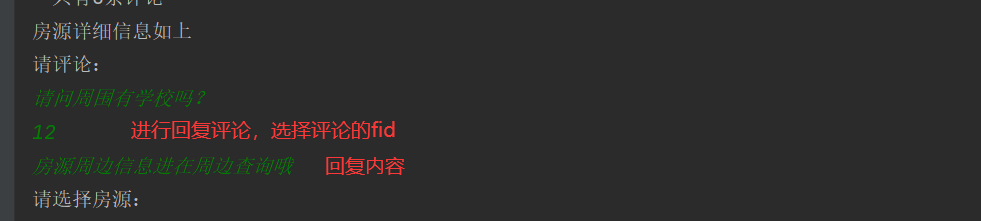 房源详细信息如上
请评论：
请问周围有学校吗？
12 进行回复评论，选择评论的fid
房源周边信息进在周边查询哦 回复内容
请选择房源：